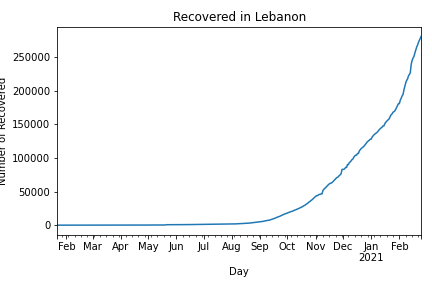 Recovered in Lebanon
Number of Recovered
250000
200000
150000
100000
50000
0
Feb Mar Apr May Jun Jul Aug Sep Oct Nov Dec Jan Feb
2021
Day